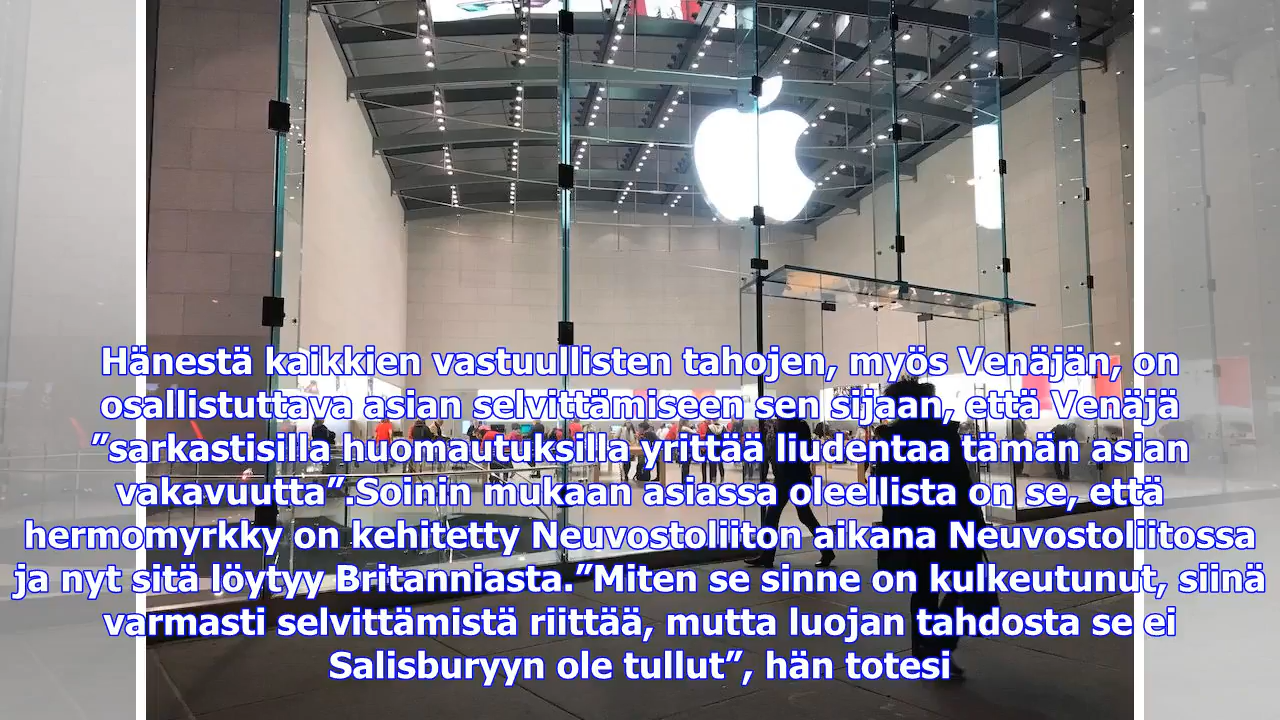 Hänestä kaikkien vastuullisten tahojen, myös Venäjän, on
osallistuttava asian selvittämiseen sen sijaan, että Venäjä
”sarkastisilla huomautuksilla yrittää liudentaa tämän asian
vakavuutta”.Soinin mukaan asiassa oleellista on se, että
hermomyrkky on kehitetty Neuvostoliiton aikana Neuvostoliitossa
ja nyt sitä löytyy Britanniasta.”Miten se sinne on kulkeutunut, siinä
varmasti selvittämistä riittää, mutta luojan tahdosta se ei
Salisburyyn ole tullut”, hän totesi